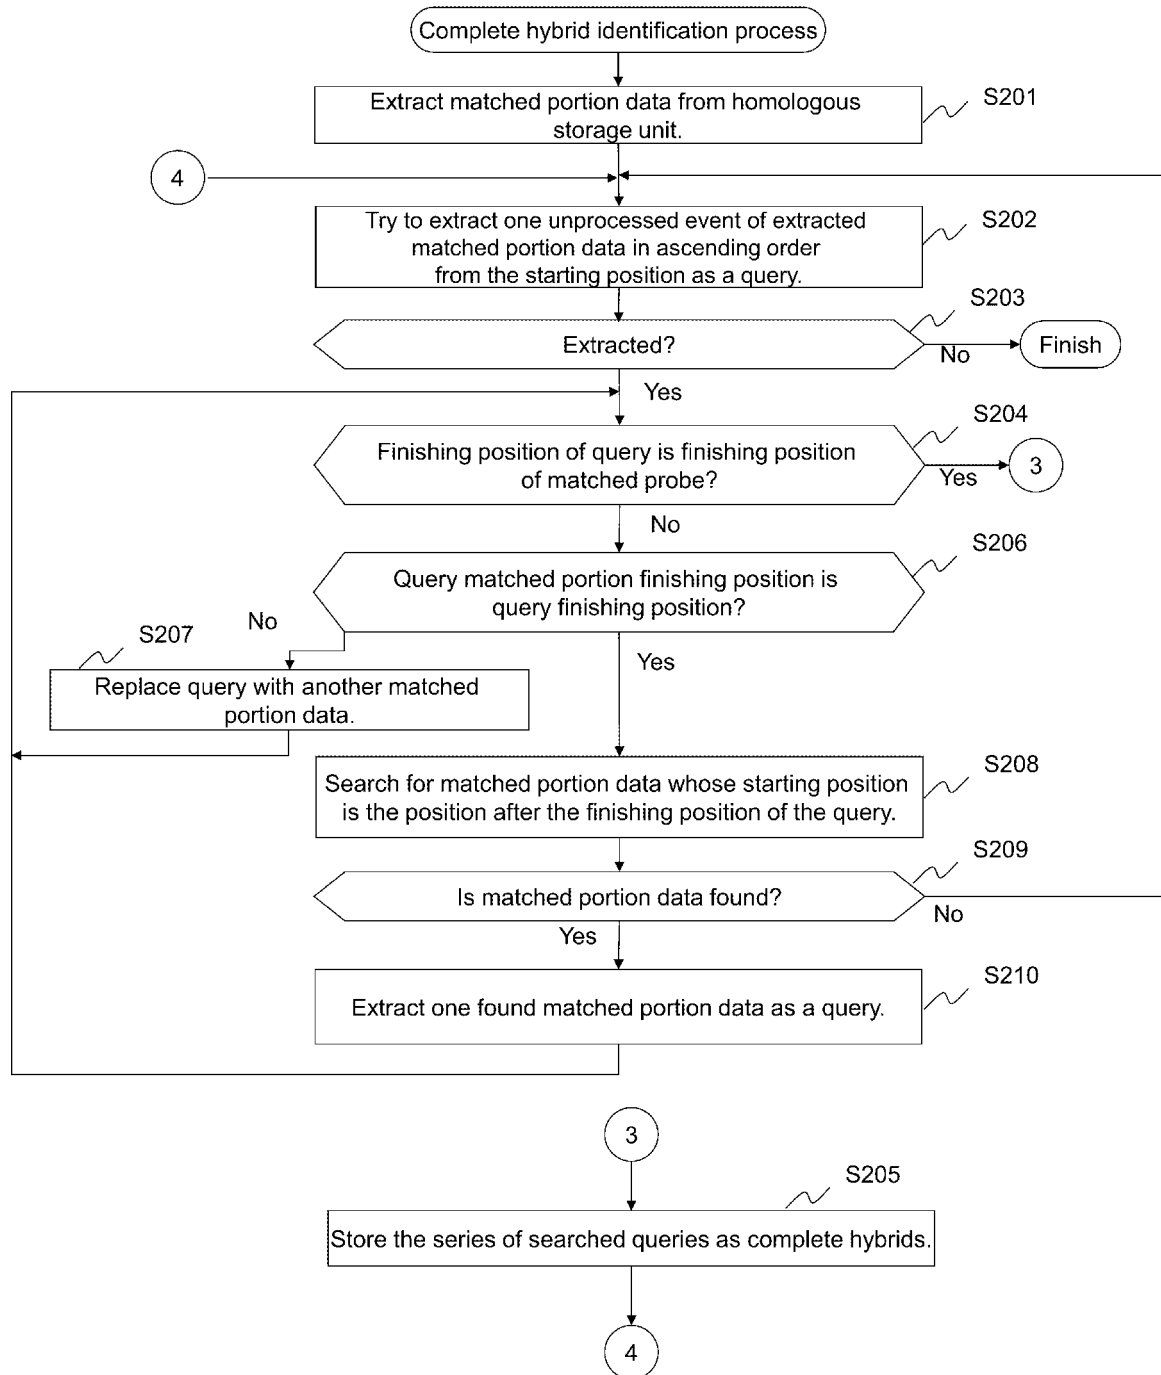 Complete hybrid identification process
Extract matched portion data from homologous
storage unit.
S201
4
Try to extract one unprocessed event of extracted
matched portion data in ascending order
from the starting position as a query.
S202
S203
Extracted?
No
Finish
Yes
S204
Finishing position of query is finishing position
of matched probe?
Yes
3
No
S206
Query matched portion finishing position is
query finishing position?
No
S207
Yes
Replace query with another matched
portion data.
S208
Search for matched portion data whose starting position
is the position after the finishing position of the query.
S209
Is matched portion data found?
No
Yes
S210
Extract one found matched portion data as a query.
3
S205
Store the series of searched queries as complete hybrids.
4